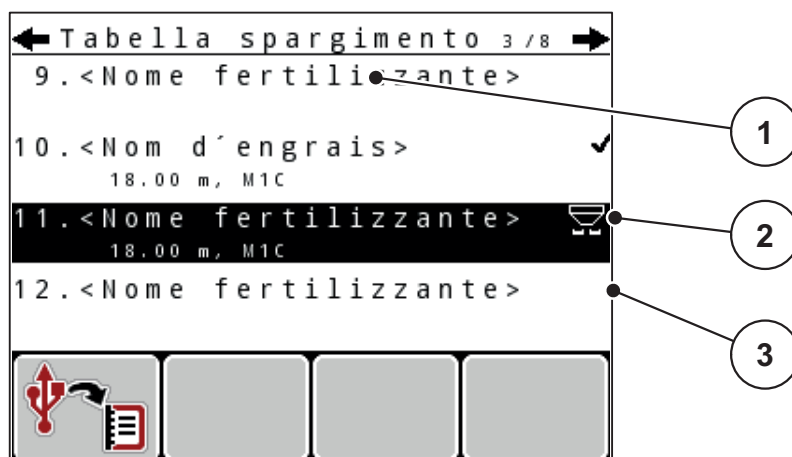 Tabella spargimento 3/8
9.<Nome fertilizzante>
10.<Nom d´engrais>
18.00 m, M1C
11.<Nome fertilizzante>
18.00 m, M1C
12.<Nome fertilizzante>
1
2
3